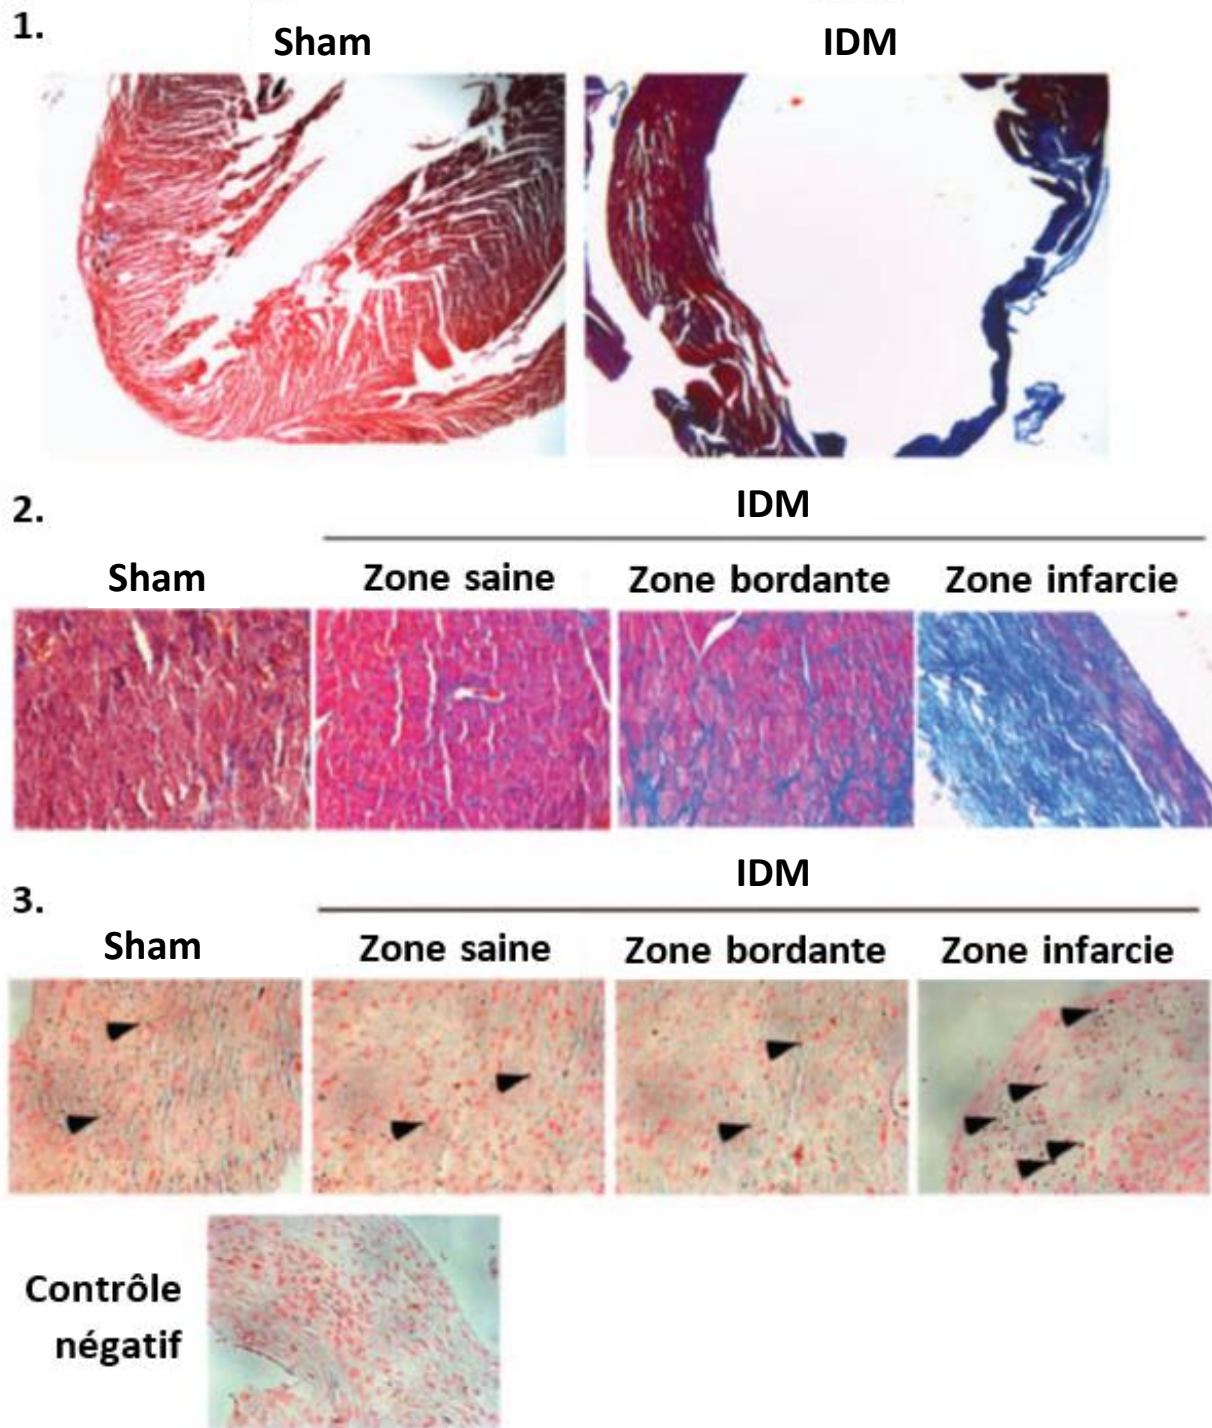 1.
Sham
IDM
2.
IDM
Sham
Zone saine
Zone bordante
Zone infarcie
3.
IDM
Sham
Zone saine
Zone bordante
Zone infarcie
Contrôle
négatif